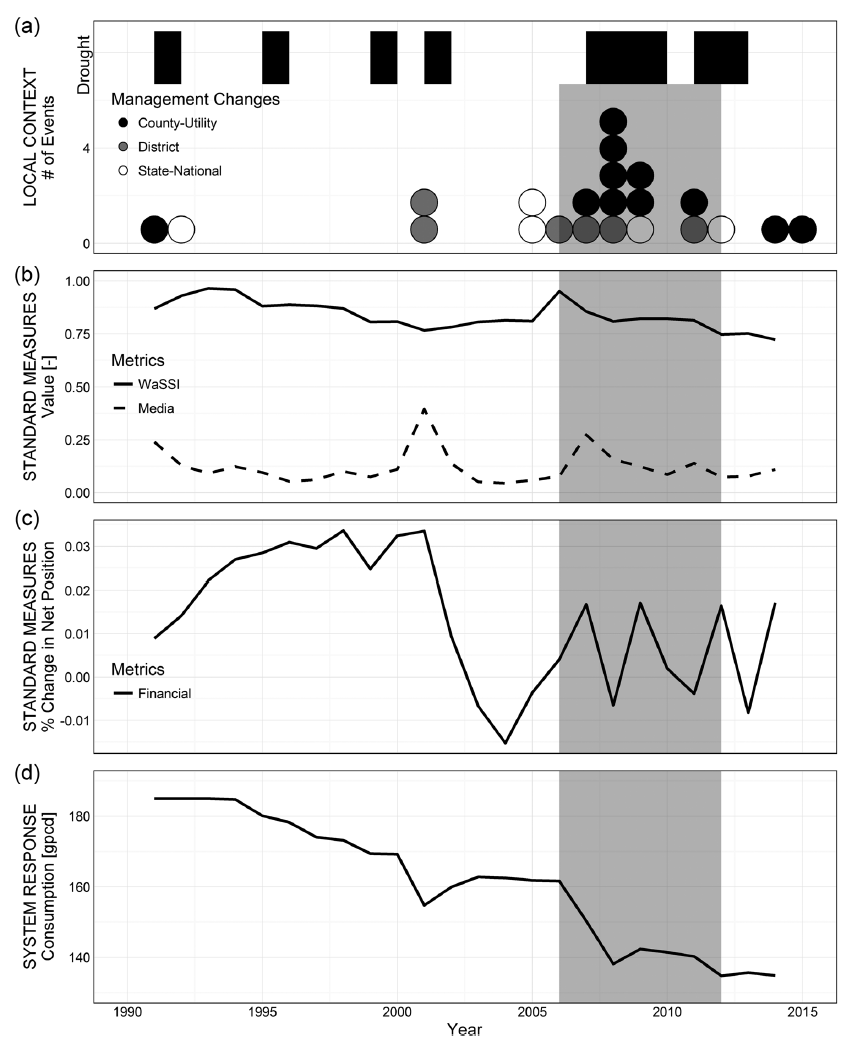 (a)
LOCAL CONTEXT
# of Events
Drought
4
0
Management Changes
County-Utility
District
State-National
(b)
STANDARD MEASURES
Value [-]
1.00
0.75
0.50
0.25
0.00
Metrics
WaSSI
Media
(c)
STANDARD MEASURES
% Change in Net Position
0.03
0.02
0.01
0.00
-0.01
Metrics
Financial
(d)
SYSTEM RESPONSE
Consumption [gpcd]
180
160
140
1990 1995 2000 2005 2010 2015
Year